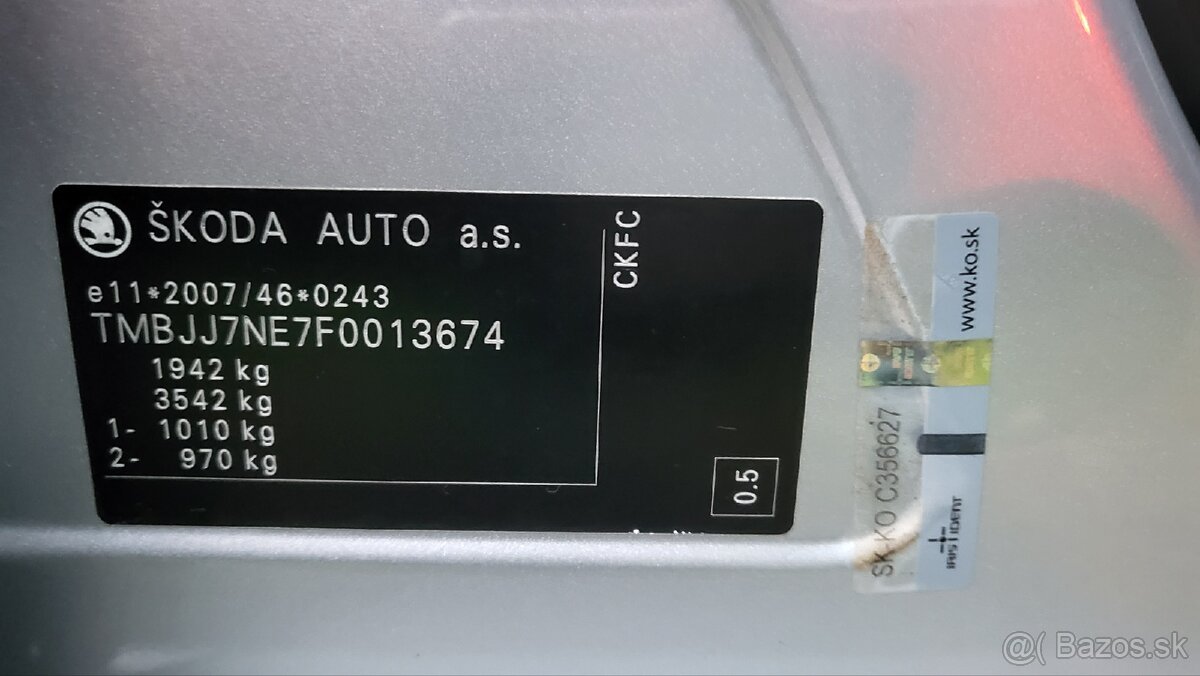 ŠKODA AUTO a.s.
e11*2007/46*0243
TMBJJ7NE7F0013674
1942 kg
3542 kg
1- 1010 kg
2- 970 kg
CKFC
0.5
www.ko.sk
SK-KO C356627
IRIS IDENT
@( Bazos.sk